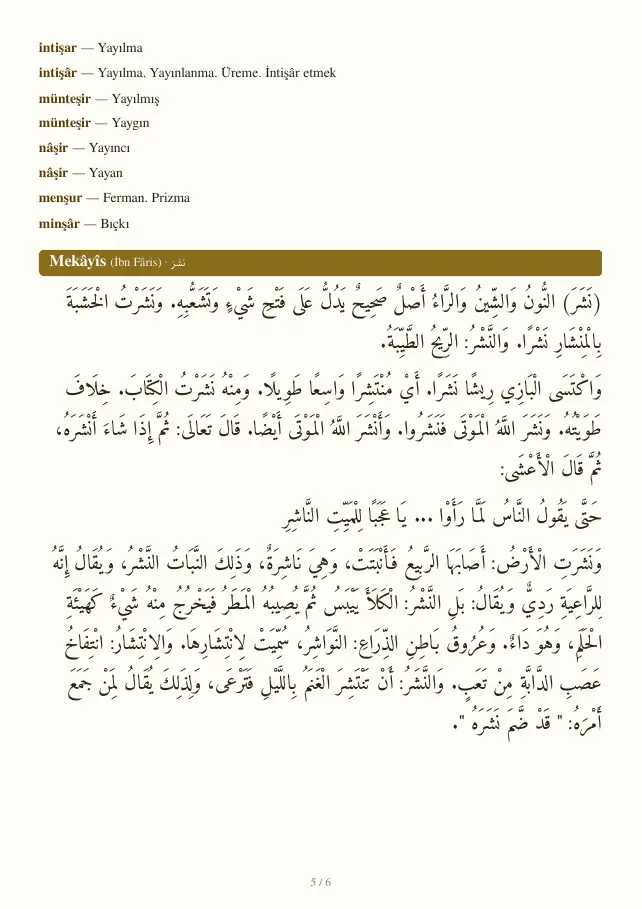 intişar — Yayılma
intişâr — Yayılma. Yayınlanma. Üreme. İntişâr etmek
münteşir — Yayılmış
münteşir — Yaygın
nâşir — Yayıncı
nâşir — Yayan
menşur — Ferman. Prizma
minşâr — Bıçkı
Mekâyîs (İbn Fâris) · نشر
(نَشَرَ) النُّونُ وَالشِّينُ وَالرَّاءُ أَصْلٌ صَحِيحٌ يَدُلُّ عَلَى فَتْحِ شَيْءٍ وَتَشَعُّبِهِ. وَنَشَرْتُ الْخَشَبَةَ
بِالْمِنْشَارِ نَشْرًا. وَالنَّشْرُ: الرِّيحُ الطَّيِّبَةُ.
وَاكْتَسَى الْبَازِي رِيشًا نَشَرًا. أَيْ مُنْتَشِرًا وَاسِعًا طَوِيلًا. وَمِنْهُ نَشَرْتُ الْكِتَابَ. خِلَافَ
طَوَيْتُهُ. وَنَشَرَ اللَّهُ الْمَوْتَى فَنَشَرُوا. وَأَنْشَرَ اللَّهُ الْمَوْتَى أَيْضًا. قَالَ تَعَالَى: ثُمَّ إِذَا شَاءَ أَنْشَرَهُ،
ثُمَّ قَالَ الْأَعْشَى:
حَتَّى يَقُولُ النَّاسُ لَمَّا رَأَوْا ... يَا عَجَبًا لِلْمَيِّتِ النَّاشِرِ
وَنَشَرَتِ الْأَرْضُ: أَصَابَهَا الرَّبِيعُ فَأَنْبَتَتْ، وَهِيَ نَاشِرَةٌ، وَذَلِكَ النَّبَاتُ النَّشْرُ، وَيُقَالُ إِنَّهُ
لِلرَّاعِيَةِ رَدِيٌّ وَيُقَالُ: بَلِ النَّشْرُ: الْكَلَأُ يَيْبَسُ ثُمَّ يُصِيبُهُ الْمَطَرُ فَيَخْرُجُ مِنْهُ شَيْءٌ كَهَيْئَةِ
الْحَلَمِ، وَهُوَ دَاءٌ. وَعُرُوقُ بَاطِنِ الذِّرَاعِ: النَّوَاشِرُ، سُمِّيَتْ لِانْتِشَارِهَا. وَالِانْتِشَارُ: انْتِفَاخُ
عَصَبِ الدَّابَّةِ مِنْ تَعَبٍ. وَالنَّشَرُ: أَنْ تَنْتَشِرَ الْغَنَمُ بِاللَّيْلِ فَتَرْعَى، وَلِذَلِكَ يُقَالُ لِمَنْ جَمَعَ
أَمْرَهُ: " قَدْ ضَّمَ نَشَرَهُ ".
5 / 6